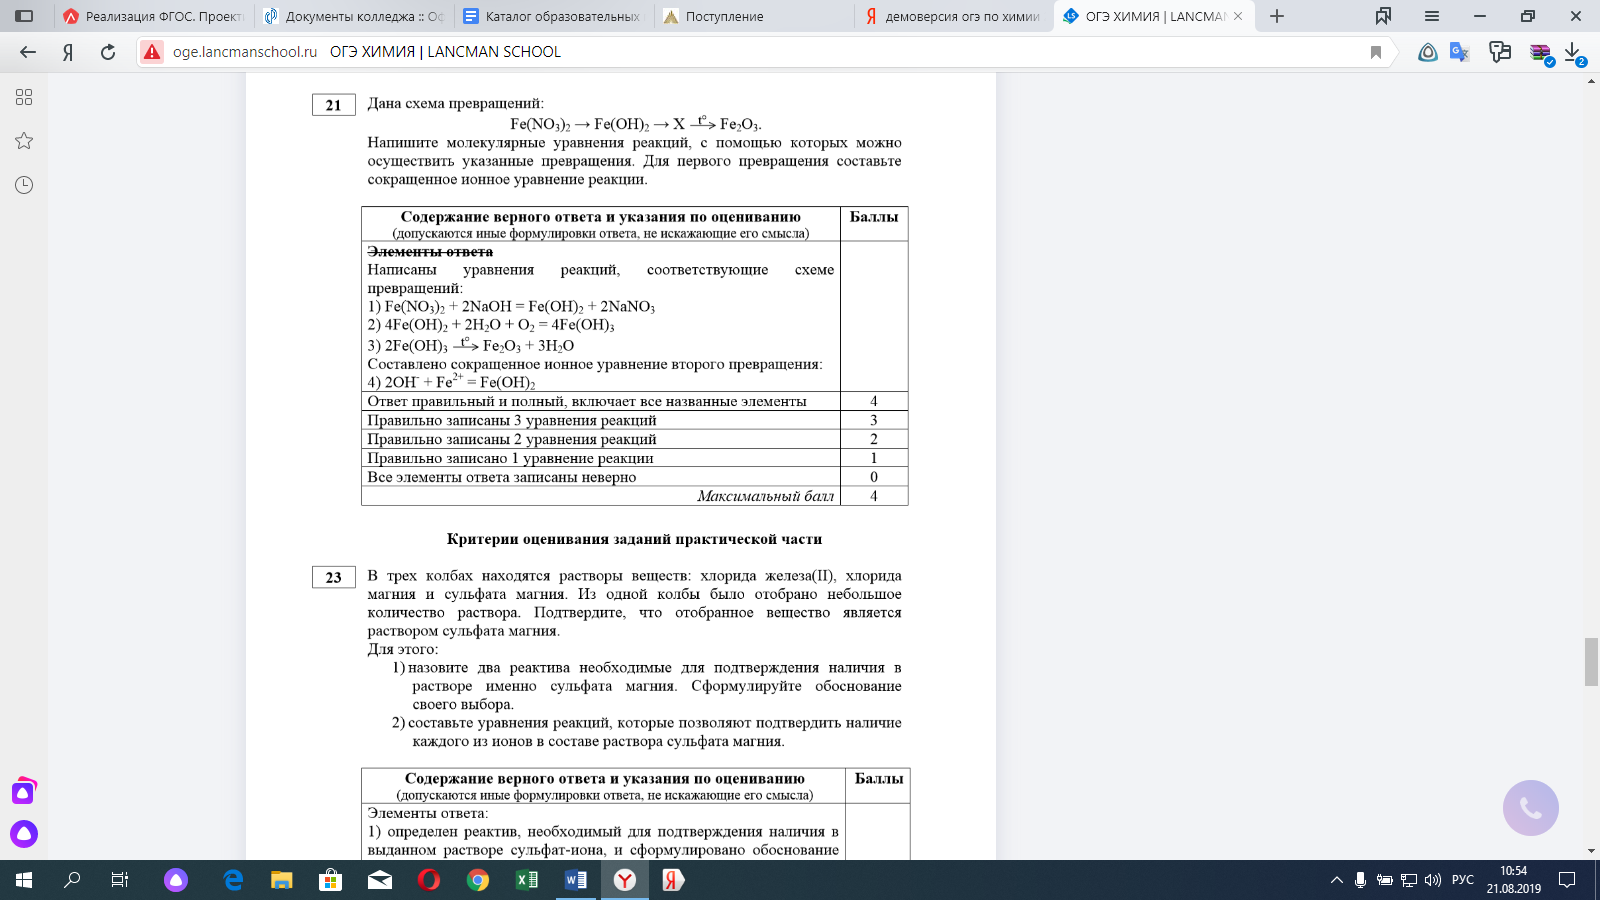 Реализация ФГОС. Проект
Документы колледжа :: Оф
Каталог образовательных
Поступление
демоверсия огэ по химии
ОГЭ ХИМИЯ | LANCMAN
oge.lancmanschool.ru ОГЭ ХИМИЯ | LANCMAN SCHOOL
2
21
Дана схема превращений:
Fe(NO₃)₂ → Fe(OH)₂ → X —t°→ Fe₂O₃.
Напишите молекулярные уравнения реакций, с помощью которых можно
осуществить указанные превращения. Для первого превращения составьте
сокращенное ионное уравнение реакции.
Содержание верного ответа и указания по оцениванию Баллы
(допускаются иные формулировки ответа, не искажающие его смысла)
Элементы ответа
Написаны уравнения реакций, соответствующие схеме
превращений:
1) Fe(NO₃)₂ + 2NaOH = Fe(OH)₂ + 2NaNO₃
2) 4Fe(OH)₂ + 2H₂O + O₂ = 4Fe(OH)₃
3) 2Fe(OH)₃ —t°→ Fe₂O₃ + 3H₂O
Составлено сокращенное ионное уравнение второго превращения:
4) 2OH⁻ + Fe²⁺ = Fe(OH)₂
Ответ правильный и полный, включает все названные элементы 4
Правильно записаны 3 уравнения реакций 3
Правильно записаны 2 уравнения реакций 2
Правильно записано 1 уравнение реакции 1
Все элементы ответа записаны неверно 0
Максимальный балл 4
Критерии оценивания заданий практической части
23
В трех колбах находятся растворы веществ: хлорида железа(II), хлорида
магния и сульфата магния. Из одной колбы было отобрано небольшое
количество раствора. Подтвердите, что отобранное вещество является
раствором сульфата магния.
Для этого:
1) назовите два реактива необходимые для подтверждения наличия в
растворе именно сульфата магния. Сформулируйте обоснование
своего выбора.
2) составьте уравнения реакций, которые позволяют подтвердить наличие
каждого из ионов в составе раствора сульфата магния.
Содержание верного ответа и указания по оцениванию Баллы
(допускаются иные формулировки ответа, не искажающие его смысла)
Элементы ответа:
1) определен реактив, необходимый для подтверждения наличия в
выданном растворе сульфат-иона, и сформулировано обоснование
РУС
10:54
21.08.2019